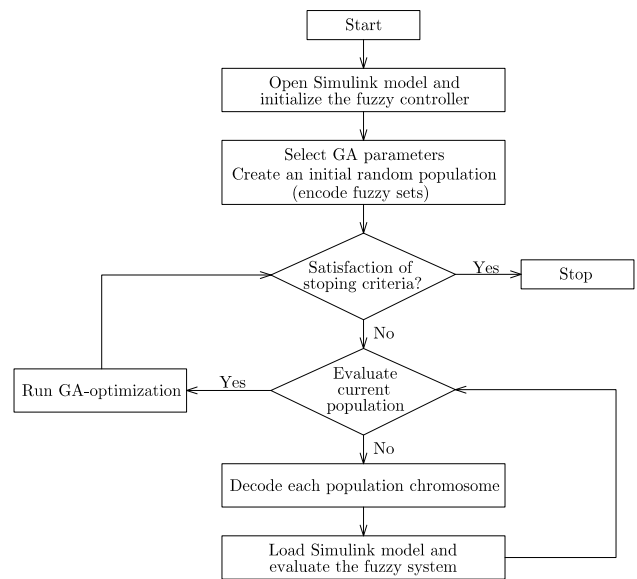 Start
Open Simulink model and
initialize the fuzzy controller
Select GA parameters
Create an initial random population
(encode fuzzy sets)
Satisfaction of
stoping criteria?
Yes
Stop
No
Evaluate
current
population
Yes
Run GA-optimization
No
Decode each population chromosome
Load Simulink model and
evaluate the fuzzy system